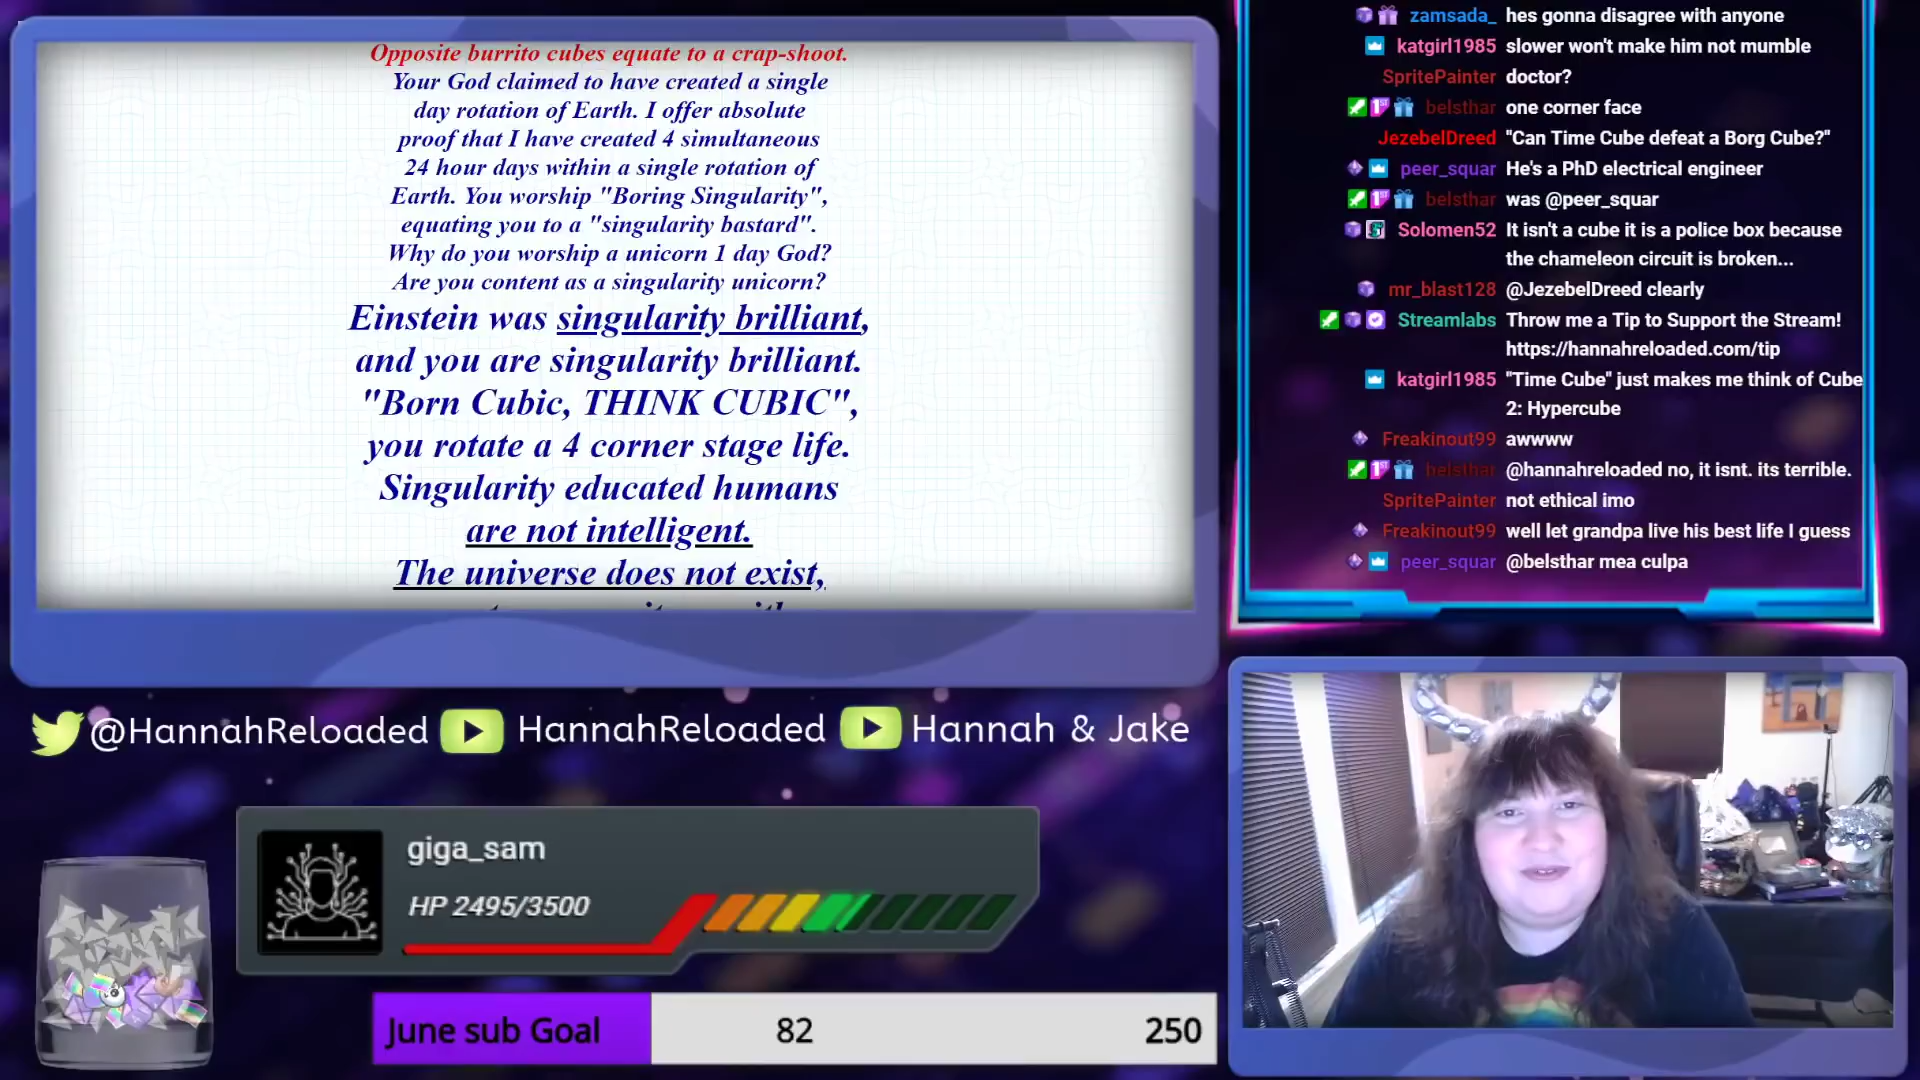 Opposite burrito cubes equate to a crap-shoot.
Your God claimed to have created a single
day rotation of Earth. I offer absolute
proof that I have created 4 simultaneous
24 hour days within a single rotation of
Earth. You worship "Boring Singularity",
equating you to a "singularity bastard".
Why do you worship a unicorn 1 day God?
Are you content as a singularity unicorn?
Einstein was singularity brilliant,
and you are singularity brilliant.
"Born Cubic, THINK CUBIC",
you rotate a 4 corner stage life.
Singularity educated humans
are not intelligent.
The universe does not exist,
zamsada_ hes gonna disagree with anyone
katgirl1985 slower won't make him not mumble
SpritePainter doctor?
belsthar one corner face
JezebelDreed "Can Time Cube defeat a Borg Cube?"
peer_squar He's a PhD electrical engineer
belsthar was @peer_squar
Solomen52 It isn't a cube it is a police box because
the chameleon circuit is broken...
mr_blast128 @JezebelDreed clearly
Streamlabs Throw me a Tip to Support the Stream!
https://hannahreloaded.com/tip
katgirl1985 "Time Cube" just makes me think of Cube
2: Hypercube
Freakinout99 awwww
belsthar @hannahreloaded no, it isnt. its terrible.
SpritePainter not ethical imo
Freakinout99 well let grandpa live his best life I guess
peer_squar @belsthar mea culpa
@HannahReloaded HannahReloaded Hannah & Jake
giga_sam
HP 2495/3500
June sub Goal 82 250